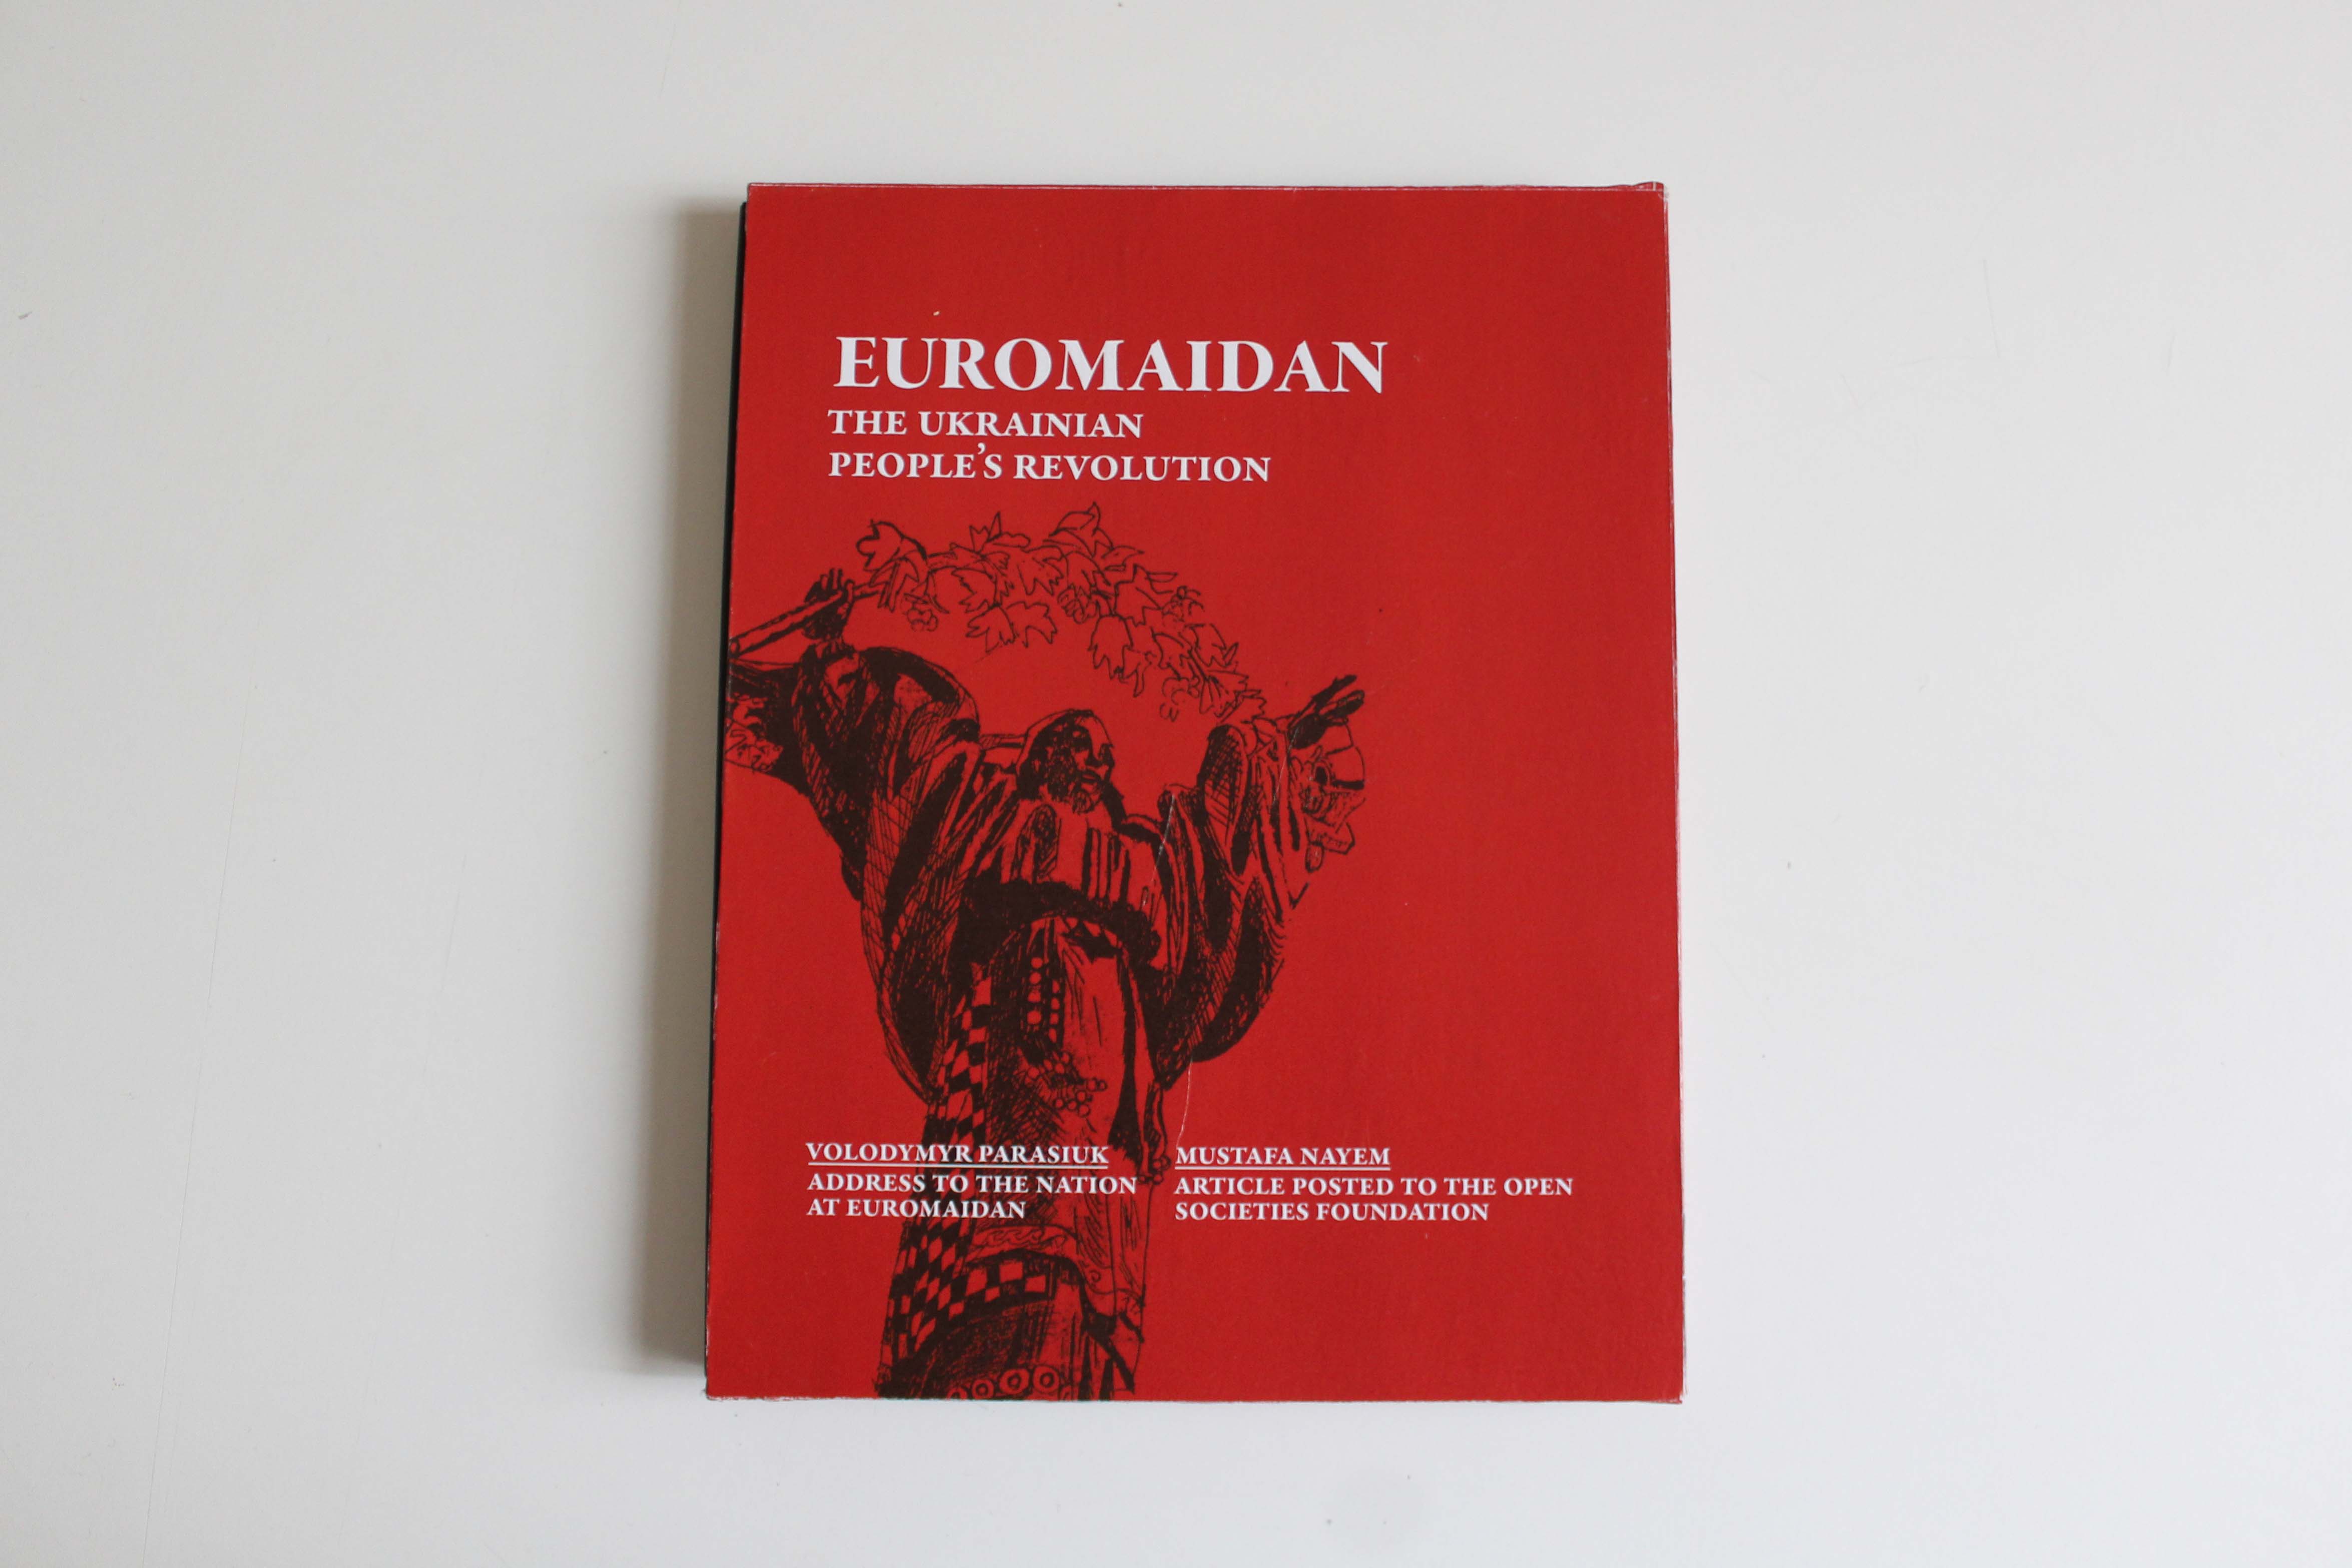 EUROMAIDAN
THE UKRAINIAN
PEOPLE'S REVOLUTION
VOLODYMYR PARASIUK
ADDRESS TO THE NATION
AT EUROMAIDAN
MUSTAFA NAYEM
ARTICLE POSTED TO THE OPEN
SOCIETIES FOUNDATION